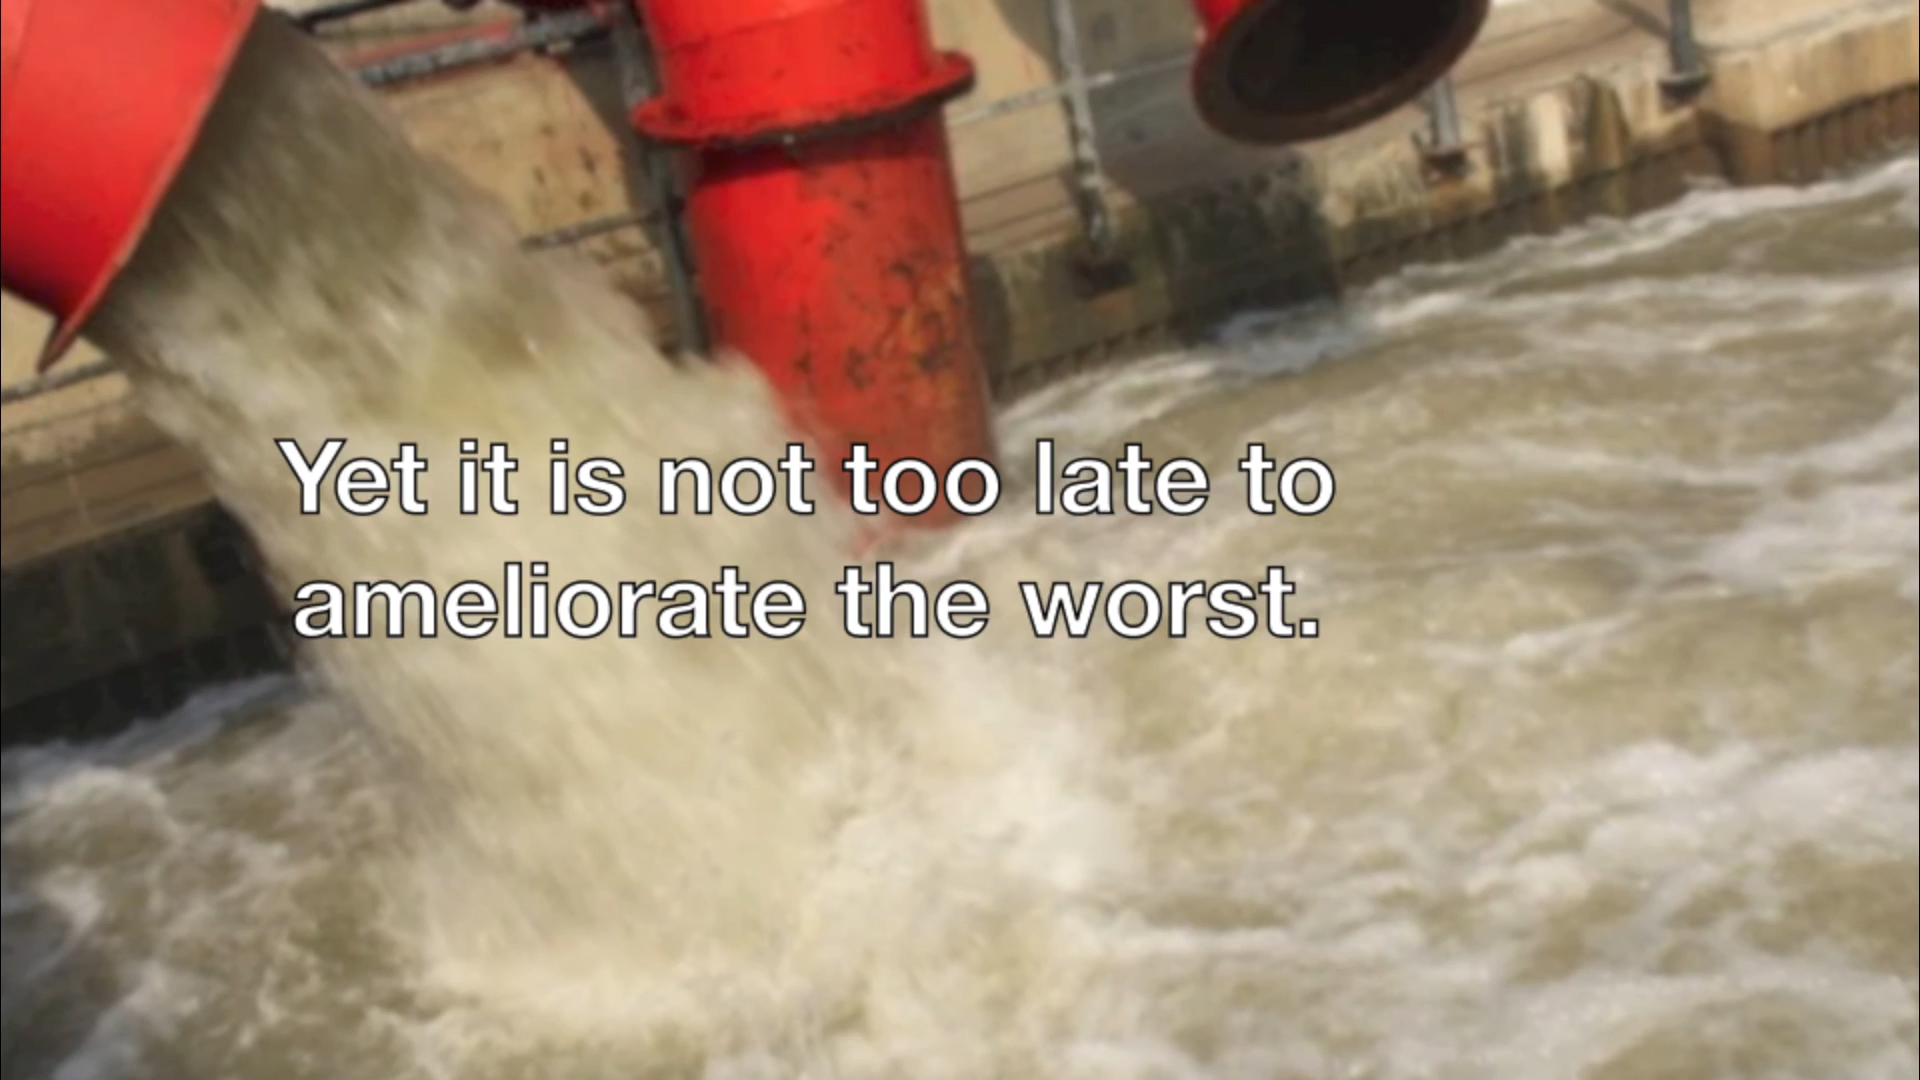 Yet it is not too late to
ameliorate the worst.